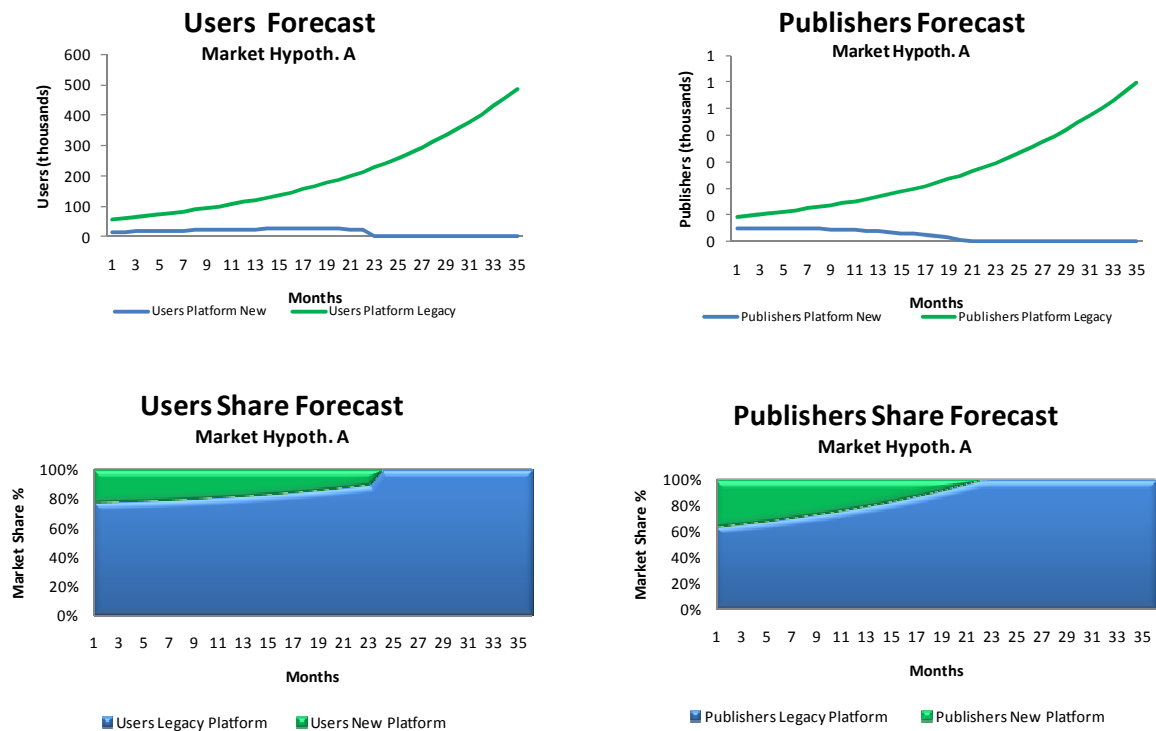 Users Forecast
Market Hypoth. A
600
500
400
300
200
100
0
Users (thousands)
1 3 5 7 9 11 13 15 17 19 21 23 25 27 29 31 33 35
Months
Users Platform New Users Platform Legacy
Publishers Forecast
Market Hypoth. A
1
1
1
0
0
0
0
0
Publishers (thousands)
1 3 5 7 9 11 13 15 17 19 21 23 25 27 29 31 33 35
Months
Publishers Platform New Publishers Platform Legacy
Users Share Forecast
Market Hypoth. A
100%
80%
60%
40%
20%
0%
Market Share %
1 3 5 7 9 11 13 15 17 19 21 23 25 27 29 31 33 35
Months
Users Legacy Platform Users New Platform
Publishers Share Forecast
Market Hypoth. A
100%
80%
60%
40%
20%
0%
Market Share %
1 3 5 7 9 11 13 15 17 19 21 23 25 27 29 31 33 35
Months
Publishers Legacy Platform Publishers New Platform